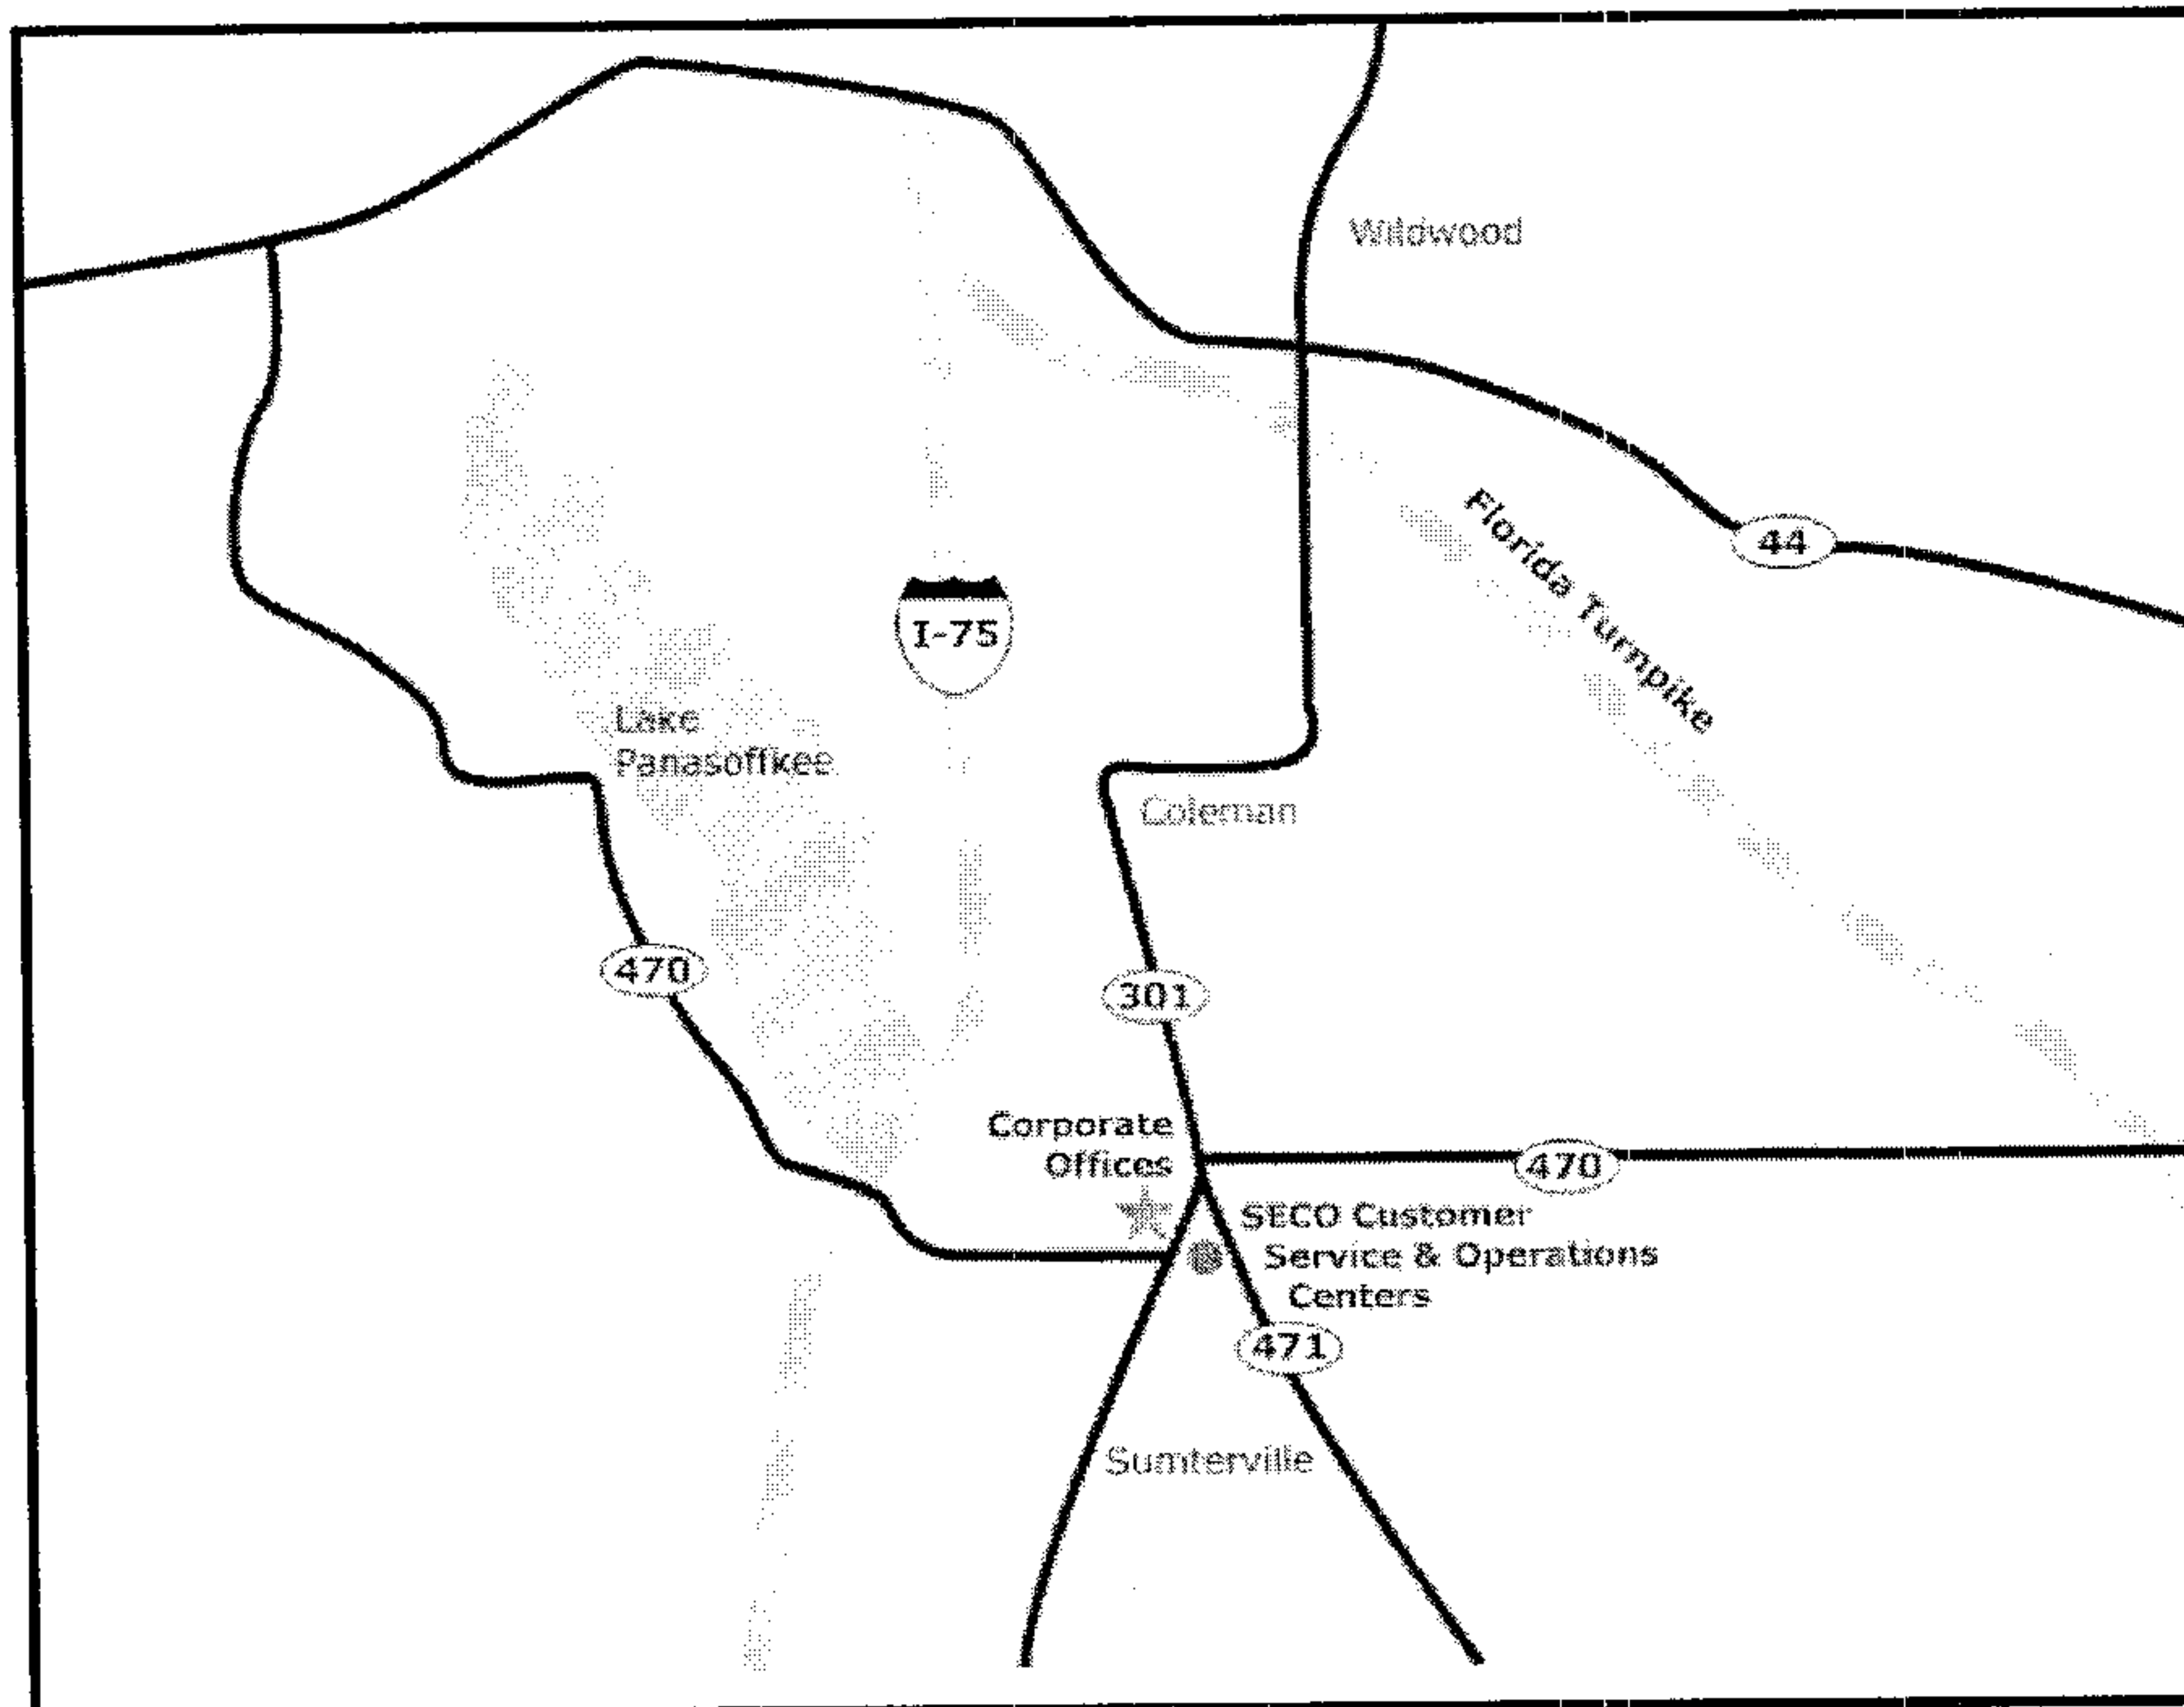 Wildwood
Florida Turnpike
44
I-75
Lake
Panasoffkee
Coleman
470
301
Corporate
Offices
470
SECO Customer
Service & Operations
Centers
471
Sumterville